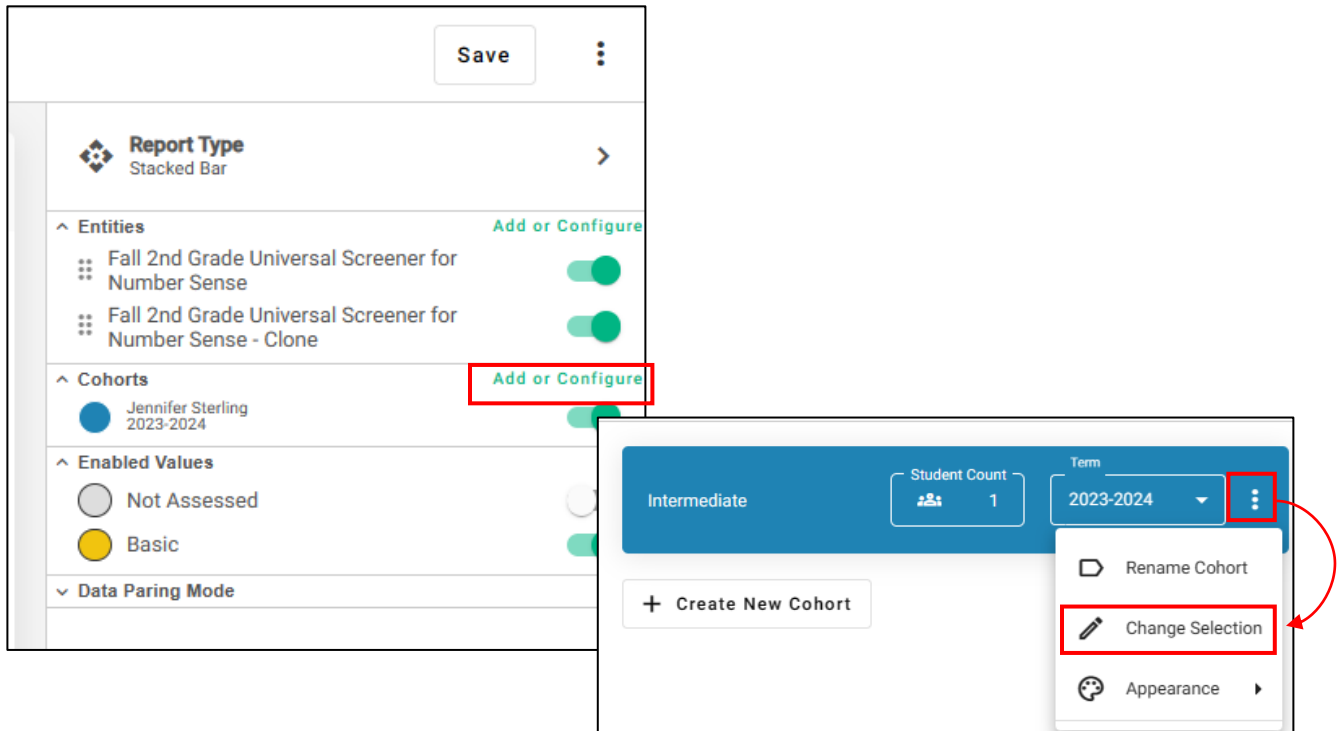 Save
Report Type
Stacked Bar
Entities
Add or Configure
Fall 2nd Grade Universal Screener for
Number Sense
Fall 2nd Grade Universal Screener for
Number Sense - Clone
Cohorts
Add or Configure
Jennifer Sterling
2023-2024
Enabled Values
Not Assessed
Basic
Data Paring Mode
Intermediate
Student Count
1
Term
2023-2024
Rename Cohort
+ Create New Cohort
Change Selection
Appearance